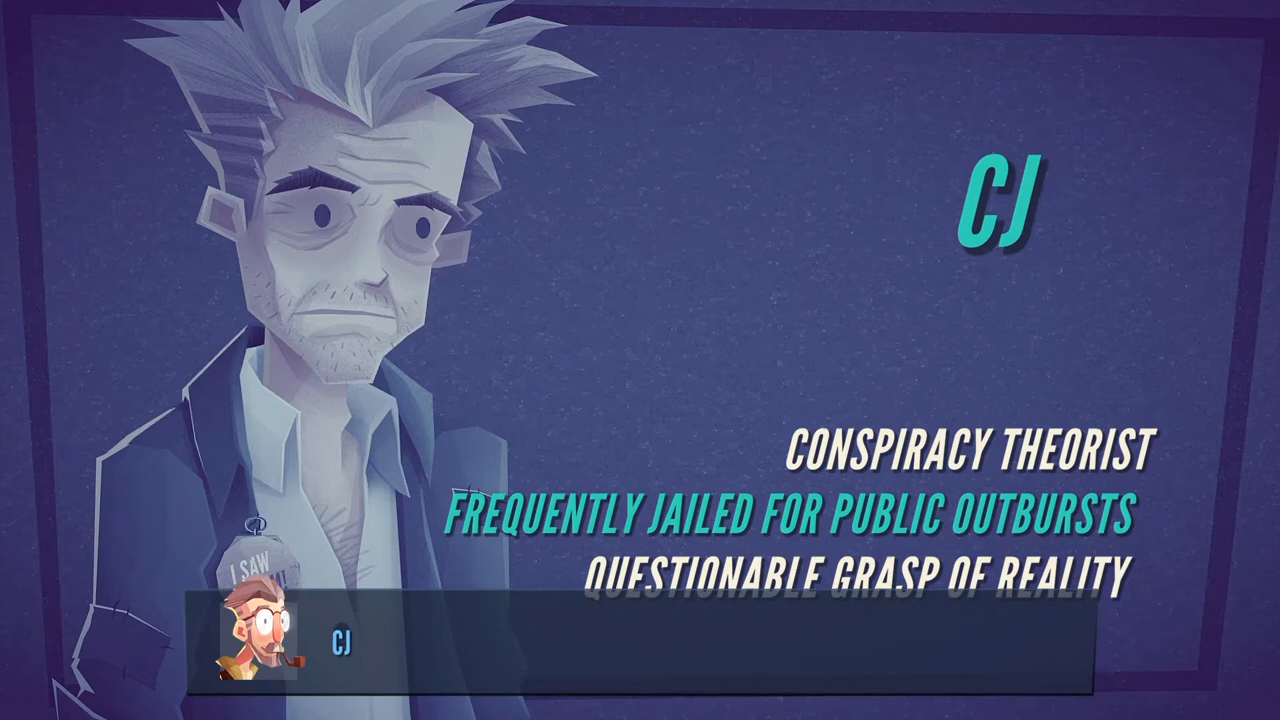 CJ
CONSPIRACY THEORIST
FREQUENTLY JAILED FOR PUBLIC OUTBURSTS
QUESTIONABLE GRASP OF REALITY
I SAW
CJ